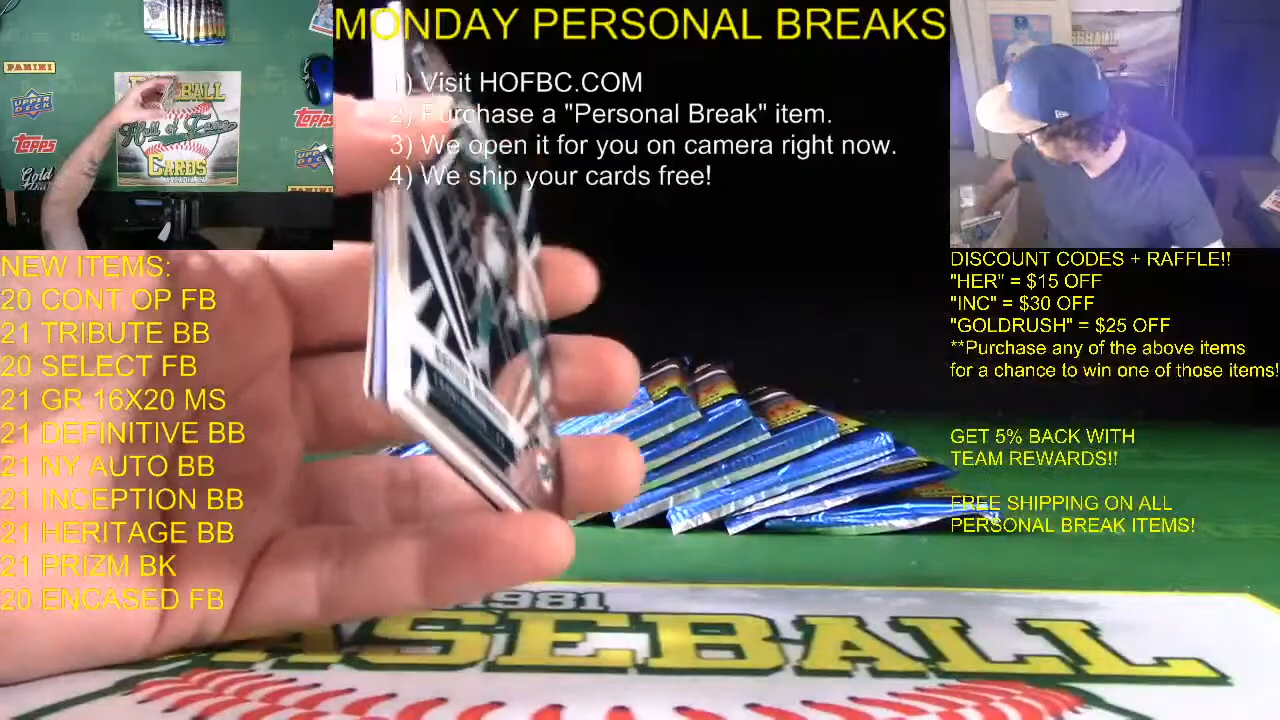 MONDAY PERSONAL BREAKS
1) Visit HOFBC.COM
2) Purchase a "Personal Break" item.
3) We open it for you on camera right now.
4) We ship your cards free!
PANINI
UPPER DECK
Topps
Gold
BASEBALL
Hall of Fame
CARDS
Topps
NEW ITEMS:
20 CONT OP FB
21 TRIBUTE BB
20 SELECT FB
21 GR 16X20 MS
21 DEFINITIVE BB
21 NY AUTO BB
21 INCEPTION BB
21 HERITAGE BB
21 PRIZM BK
20 ENCASED FB
DISCOUNT CODES + RAFFLE!!
"HER" = $15 OFF
"INC" = $30 OFF
"GOLDRUSH" = $25 OFF
**Purchase any of the above items
for a chance to win one of those items!
GET 5% BACK WITH
TEAM REWARDS!!
FREE SHIPPING ON ALL
PERSONAL BREAK ITEMS!
1981
BASEBALL